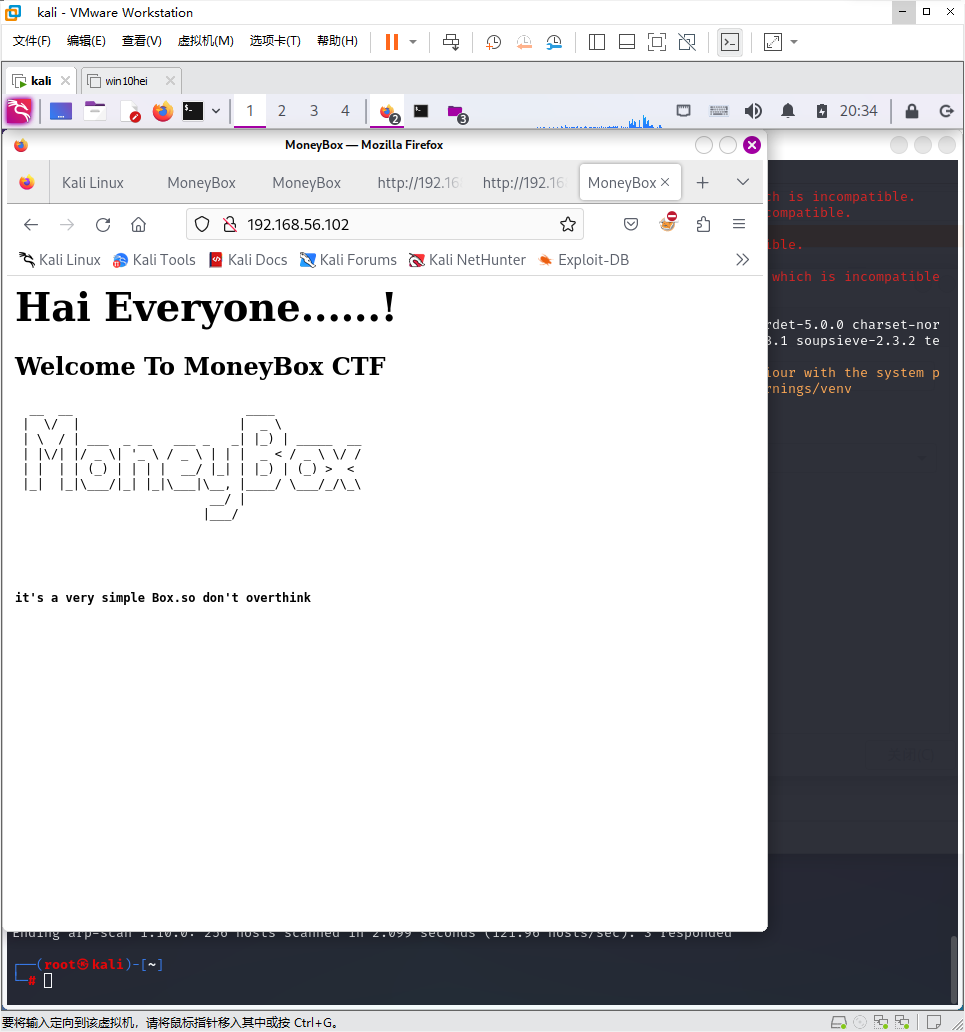 kali - VMware Workstation
文件(F) 编辑(E) 查看(V) 虚拟机(M) 选项卡(T) 帮助(H)
kali win10hei
1 2 3 4 2 3 20:34
MoneyBox — Mozilla Firefox
Kali Linux MoneyBox MoneyBox http://192.16 http://192.16 MoneyBox
192.168.56.102
Kali Linux Kali Tools Kali Docs Kali Forums Kali NetHunter Exploit-DB
Hai Everyone......!
Welcome To MoneyBox CTF
MoneyBox
it's a very simple Box.so don't overthink
h is incompatible.
compatible.
ble.
which is incompatible
rdet-5.0.0 charset-nor
3.1 soupsieve-2.3.2 te
iour with the system p
rnings/venv
Ending arp-scan 1.10.0: 256 hosts scanned in 2.099 seconds (121.96 hosts/sec). 3 responded
┌──(root㉿kali)-[~]
└─#
要将输入定向到该虚拟机，请将鼠标指针移入其中或按 Ctrl+G。